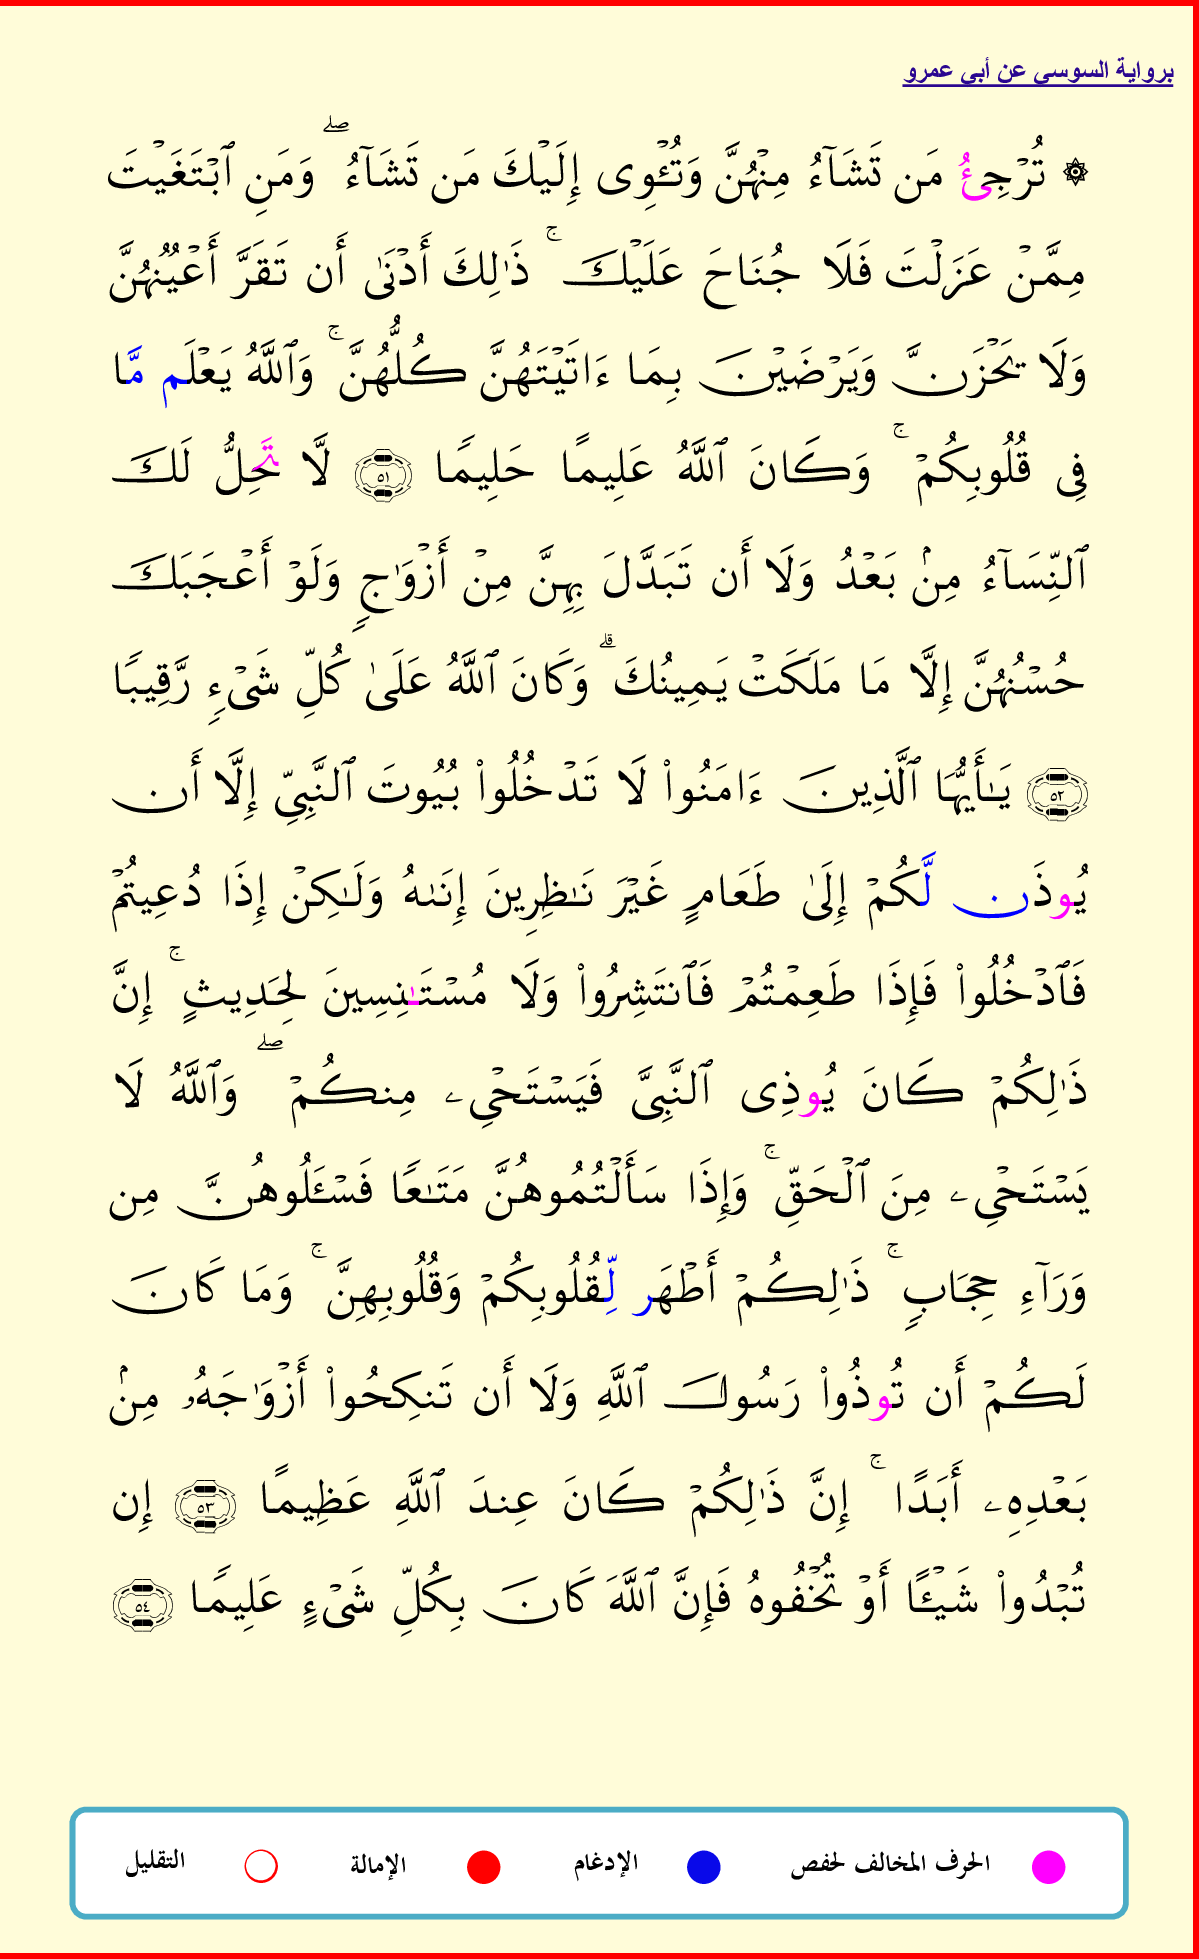 برواية السوسى عن أبى عمرو
۞ تُرْجِئُ مَن تَشَآءُ مِنْهُنَّ وَتُـْٔوِى إِلَيْكَ مَن تَشَآءُ ۖ وَمَنِ ٱبْتَغَيْتَ
مِمَّنْ عَزَلْتَ فَلَا جُنَاحَ عَلَيْكَ ۚ ذَٰلِكَ أَدْنَىٰ أَن تَقَرَّ أَعْيُنُهُنَّ
وَلَا يَحْزَنَّ وَيَرْضَيْنَ بِمَا ءَاتَيْتَهُنَّ كُلُّهُنَّ ۚ وَٱللَّهُ يَعْلَم مَّا
فِى قُلُوبِكُمْ ۚ وَكَانَ ٱللَّهُ عَلِيمًا حَلِيمًا ٥١ لَّا تَحِلُّ لَكَ
ٱلنِّسَآءُ مِنۢ بَعْدُ وَلَا أَن تَبَدَّلَ بِهِنَّ مِنْ أَزْوَٰجٍ وَلَوْ أَعْجَبَكَ
حُسْنُهُنَّ إِلَّا مَا مَلَكَتْ يَمِينُكَ ۗ وَكَانَ ٱللَّهُ عَلَىٰ كُلِّ شَىْءٍ رَّقِيبًا
٥٢ يَـٰأَيُّهَا ٱلَّذِينَ ءَامَنُوا۟ لَا تَدْخُلُوا۟ بُيُوتَ ٱلنَّبِىِّ إِلَّا أَن
يُوذَن لَّكُمْ إِلَىٰ طَعَامٍ غَيْرَ نَـٰظِرِينَ إِنَىٰهُ وَلَـٰكِنْ إِذَا دُعِيتُمْ
فَٱدْخُلُوا۟ فَإِذَا طَعِمْتُمْ فَٱنتَشِرُوا۟ وَلَا مُسْتَـٰنِسِينَ لِحَدِيثٍ ۚ إِنَّ
ذَٰلِكُمْ كَانَ يُوذِى ٱلنَّبِىَّ فَيَسْتَحْىِۦ مِنكُمْ ۖ وَٱللَّهُ لَا
يَسْتَحْىِۦ مِنَ ٱلْحَقِّ ۚ وَإِذَا سَأَلْتُمُوهُنَّ مَتَـٰعًا فَسْـَٔلُوهُنَّ مِن
وَرَآءِ حِجَابٍ ۚ ذَٰلِكُمْ أَطْهَر لِّقُلُوبِكُمْ وَقُلُوبِهِنَّ ۚ وَمَا كَانَ
لَكُمْ أَن تُوذُوا۟ رَسُولَ ٱللَّهِ وَلَا أَن تَنكِحُوا۟ أَزْوَٰجَهُۥ مِنۢ
بَعْدِهِۦ أَبَدًا ۚ إِنَّ ذَٰلِكُمْ كَانَ عِندَ ٱللَّهِ عَظِيمًا ٥٣ إِن
تُبْدُوا۟ شَيْـًٔا أَوْ تُخْفُوهُ فَإِنَّ ٱللَّهَ كَانَ بِكُلِّ شَىْءٍ عَلِيمًا ٥٤
الحرف المخالف لحفص الإدغام الإمالة التقليل